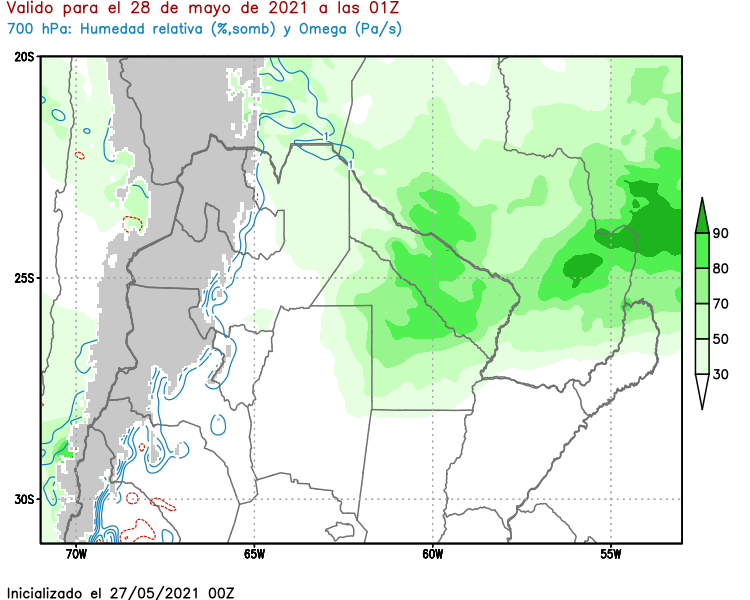 Valido para el 28 de mayo de 2021 a las 01Z
700 hPa: Humedad relativa (%,somb) y Omega (Pa/s)
20S
1
1
90
80
25S
70
50
30
30S
70W 65W 60W 55W
Inicializado el 27/05/2021 00Z